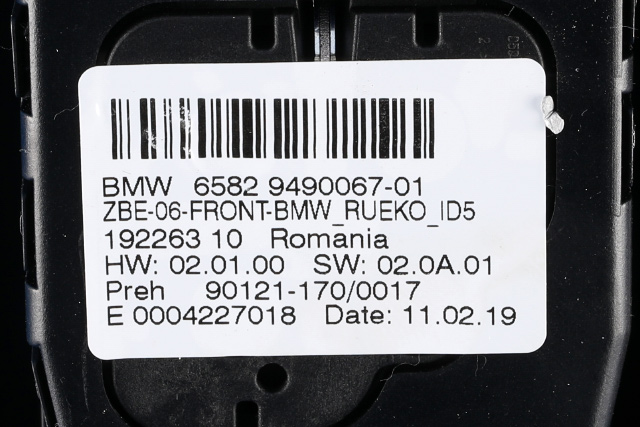 BMW 6582 9490067-01
ZBE-06-FRONT-BMW_RUEKO_ID5
192263 10 Romania
HW: 02.01.00 SW: 02.0A.01
Preh 90121-170/0017
E 0004227018 Date: 11.02.19